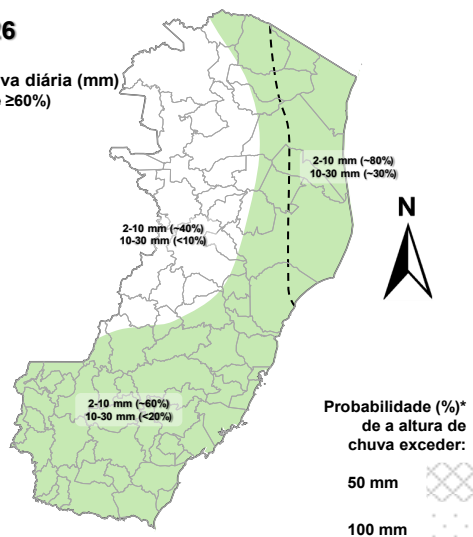 26
va diária (mm)
≥60%)
2-10 mm (~80%)
10-30 mm (~30%)
2-10 mm (~40%)
10-30 mm (<10%)
N
2-10 mm (~60%)
10-30 mm (<20%)
Probabilidade (%)*
de a altura de
chuva exceder:
50 mm
100 mm